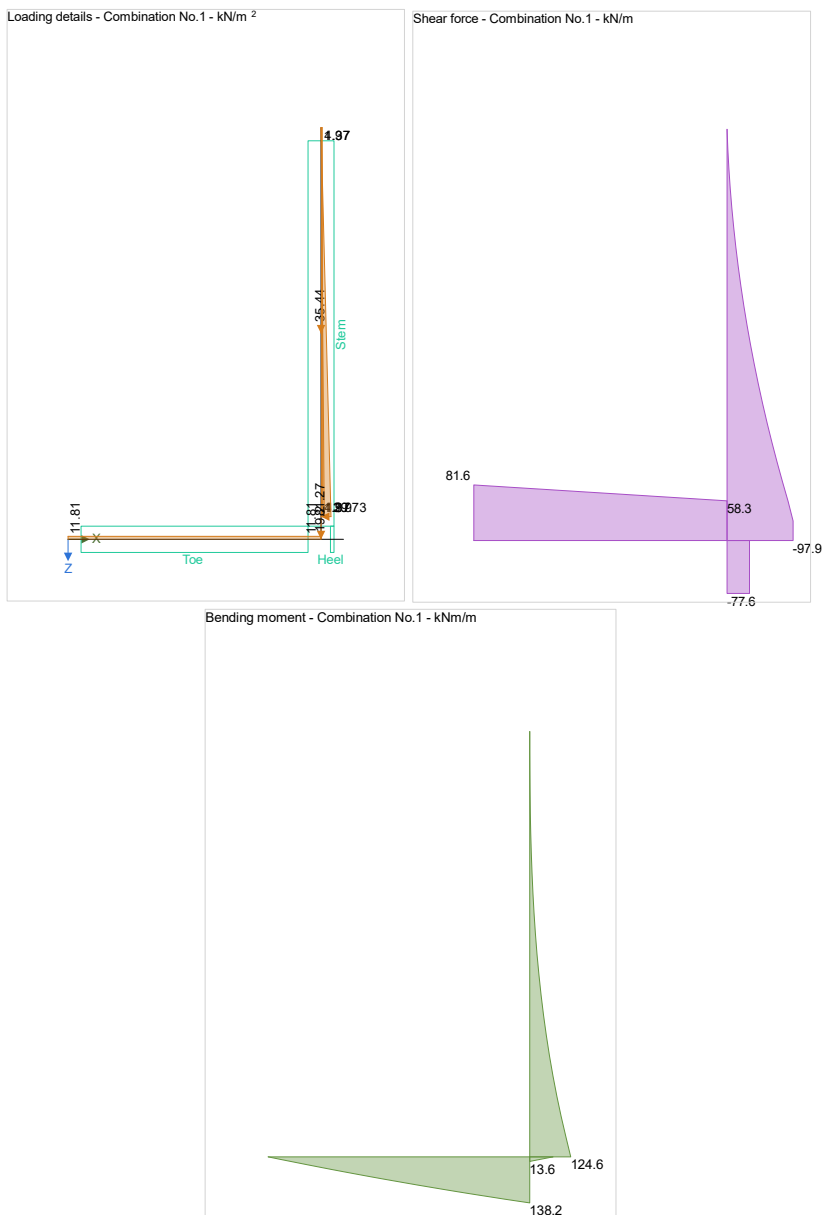 Loading details - Combination No.1 - kN/m 2
Shear force - Combination No.1 - kN/m
35.44
Stem
11.81
11.81
X
Z
Toe
Heel
81.6
58.3
-97.9
-77.6
Bending moment - Combination No.1 - kNm/m
13.6
124.6
138.2